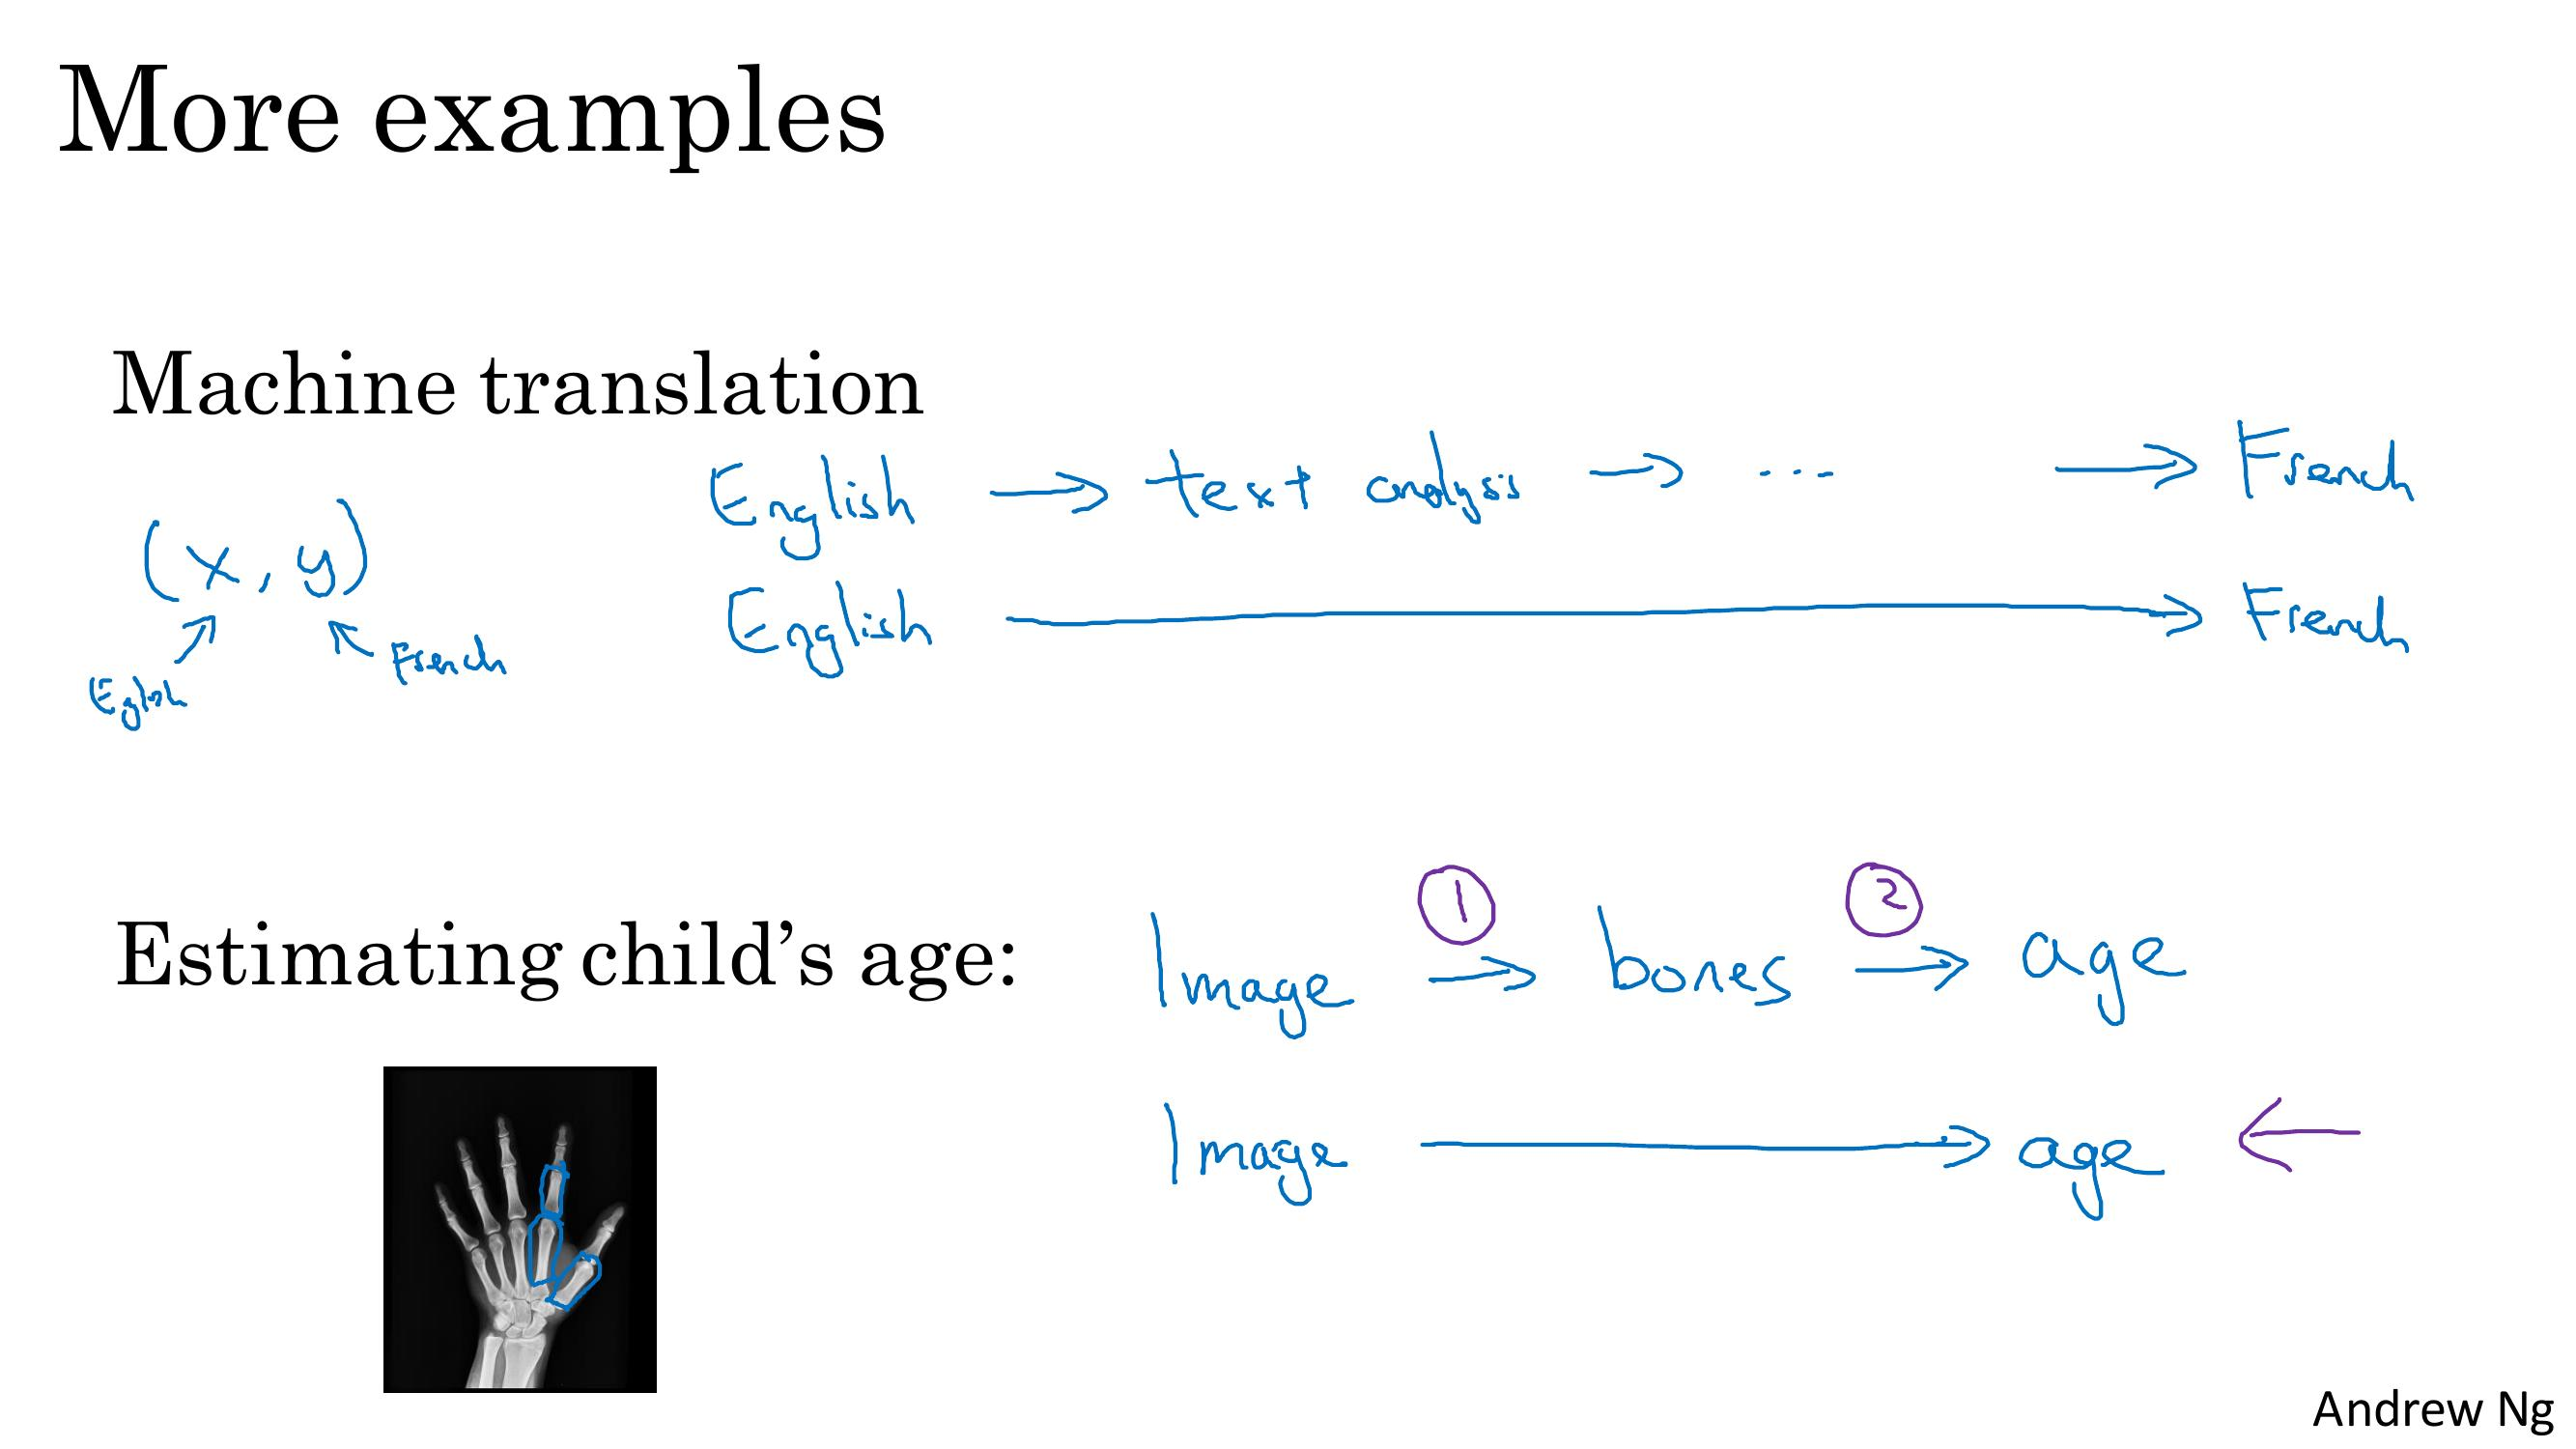 More examples
Machine translation
English → text analysis → ... → French
(x, y)
English → French
French
Eglish
Estimating child's age:
1 2
Image → bones → age
Image → age ←
Andrew Ng